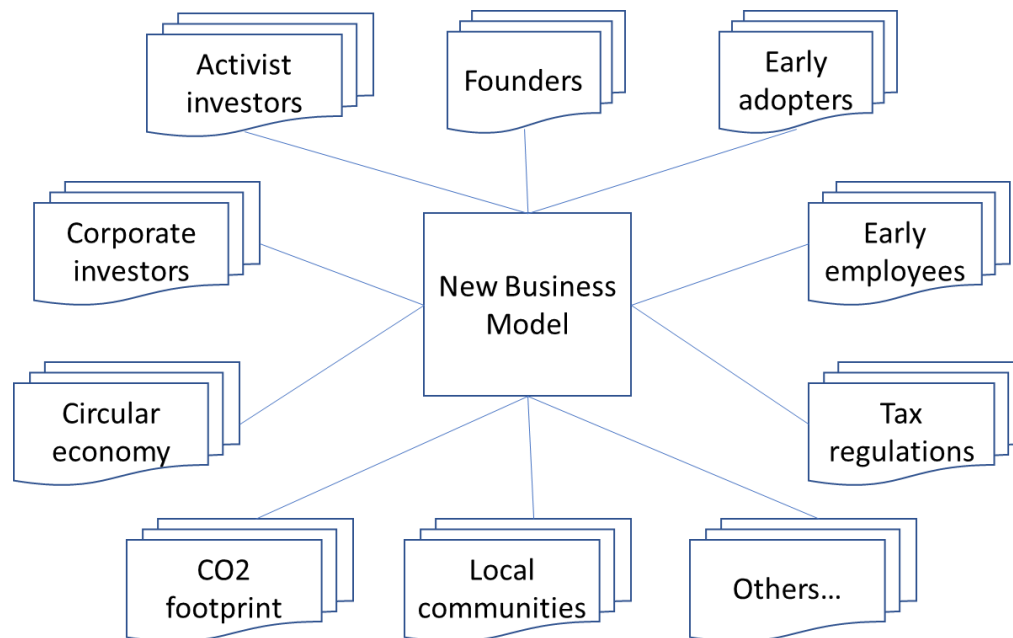 Activist
investors
Founders
Early
adopters
Corporate
investors
New Business
Model
Early
employees
Circular
economy
Tax
regulations
CO2
footprint
Local
communities
Others...